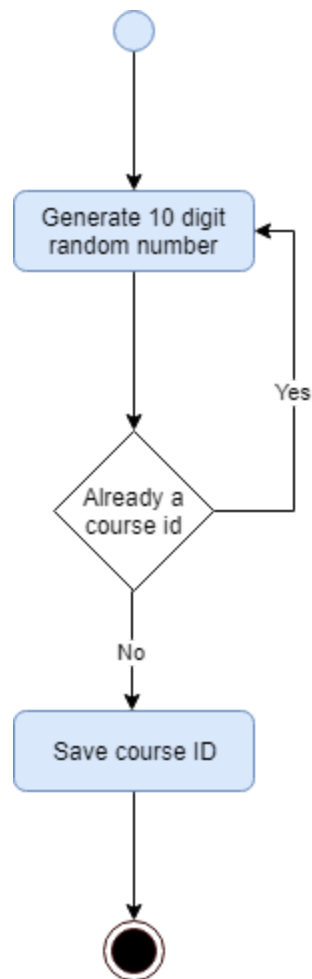 Generate 10 digit
random number
Yes
Already a
course id
No
Save course ID